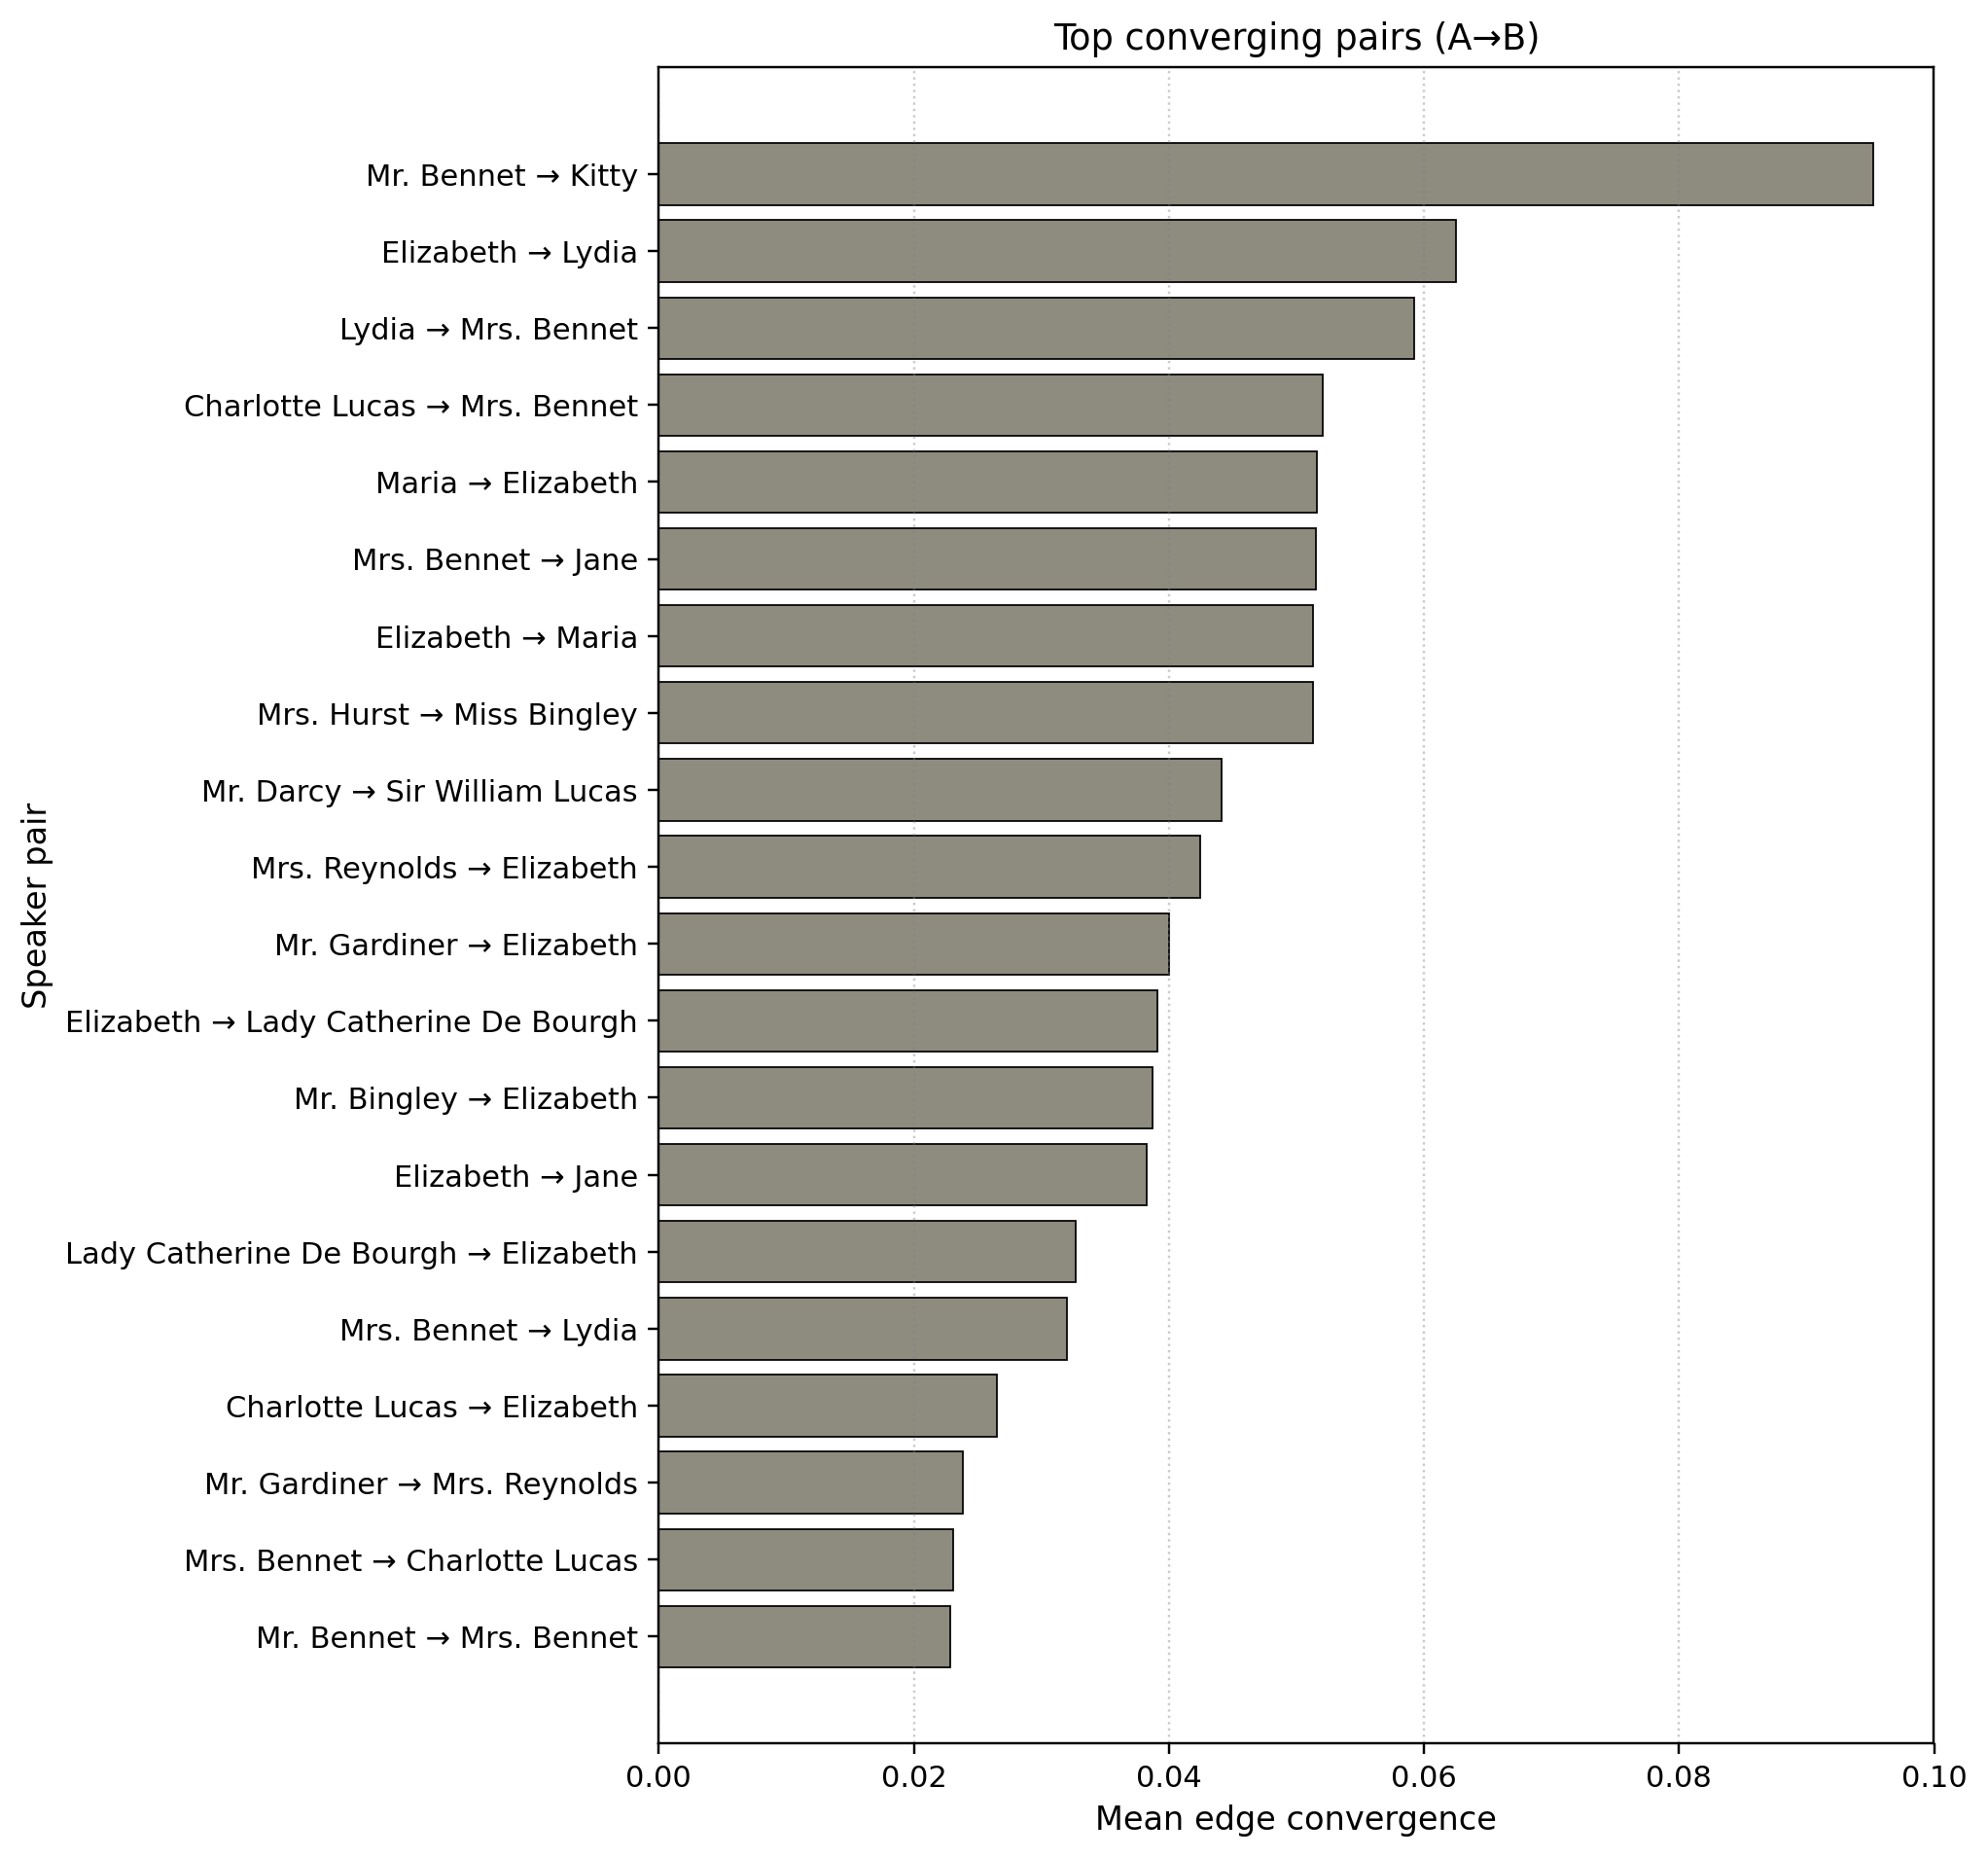 Top converging pairs (A→B)
Speaker pair
Mr. Bennet → Kitty
Elizabeth → Lydia
Lydia → Mrs. Bennet
Charlotte Lucas → Mrs. Bennet
Maria → Elizabeth
Mrs. Bennet → Jane
Elizabeth → Maria
Mrs. Hurst → Miss Bingley
Mr. Darcy → Sir William Lucas
Mrs. Reynolds → Elizabeth
Mr. Gardiner → Elizabeth
Elizabeth → Lady Catherine De Bourgh
Mr. Bingley → Elizabeth
Elizabeth → Jane
Lady Catherine De Bourgh → Elizabeth
Mrs. Bennet → Lydia
Charlotte Lucas → Elizabeth
Mr. Gardiner → Mrs. Reynolds
Mrs. Bennet → Charlotte Lucas
Mr. Bennet → Mrs. Bennet
0.00 0.02 0.04 0.06 0.08 0.10
Mean edge convergence